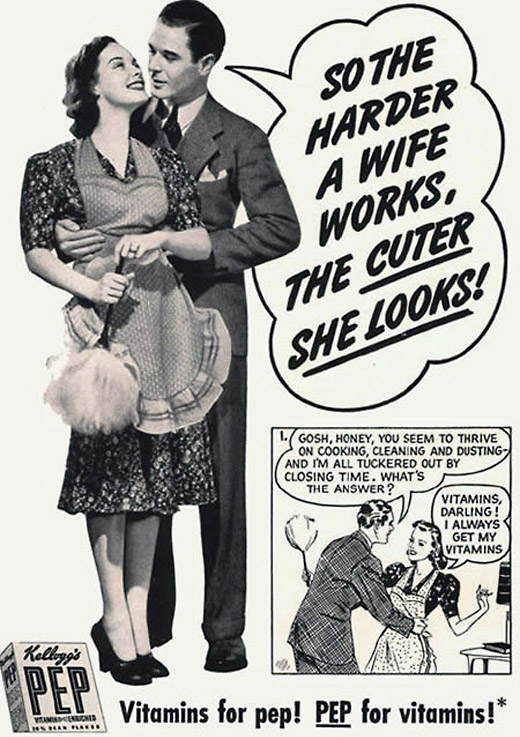 SO THE
HARDER
A WIFE
WORKS,
THE CUTER
SHE LOOKS!
1. GOSH, HONEY, YOU SEEM TO THRIVE
ON COOKING, CLEANING AND DUSTING-
AND I'M ALL TUCKERED OUT BY
CLOSING TIME. WHAT'S
THE ANSWER?
VITAMINS,
DARLING!
I ALWAYS
GET MY
VITAMINS
Kellogg's
PEP
VITAMIN ENRICHED
Vitamins for pep! PEP for vitamins!*